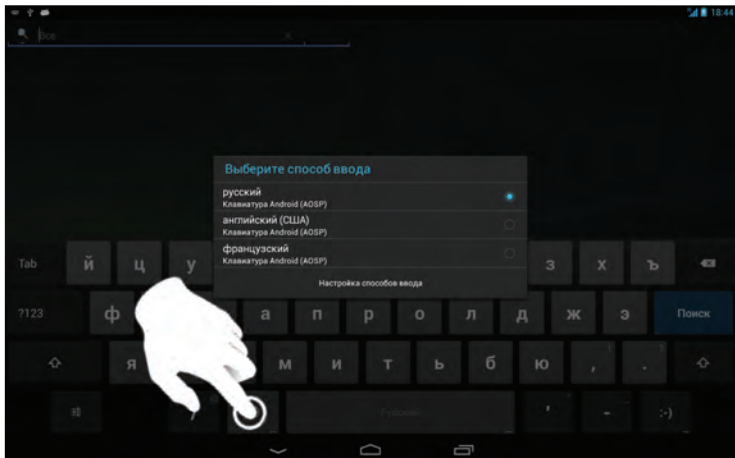 18:44
Все
Выберите способ ввода
русский
Клавиатура Android (AOSP)
английский (США)
Клавиатура Android (AOSP)
французский
Клавиатура Android (AOSP)
Настройка способов ввода
Tab й ц у з х ъ
?123 ф а п р о л д ж э Поиск
я м и т ь б ю , .
/ Русский ' - :-)